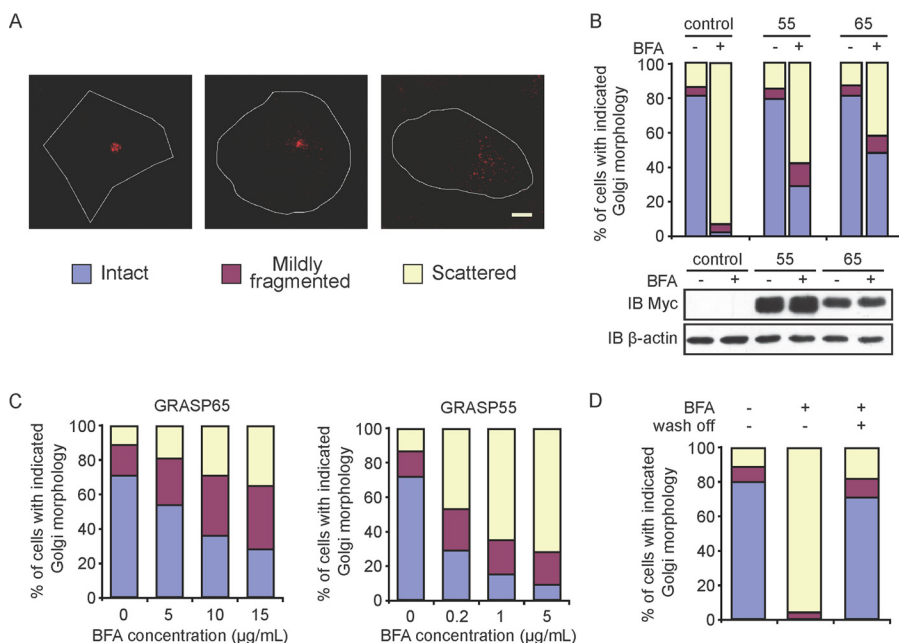 A
Intact
Mildly
fragmented
Scattered
B
control 55 65
BFA - + - + - + 
100
80
60
40
20
0
% of cells with indicated
Golgi morphology
control 55 65
BFA - + - + - +
IB Myc
IB β-actin
C
GRASP65
100
80
60
40
20
0
% of cells with indicated
Golgi morphology
0 5 10 15
BFA concentration (µg/mL)
GRASP55
100
80
60
40
20
0
% of cells with indicated
Golgi morphology
0 0.2 1 5
BFA concentration (µg/mL)
D
BFA - + +
wash off - - +
100
80
60
40
20
0
% of cells with indicated
Golgi morphology